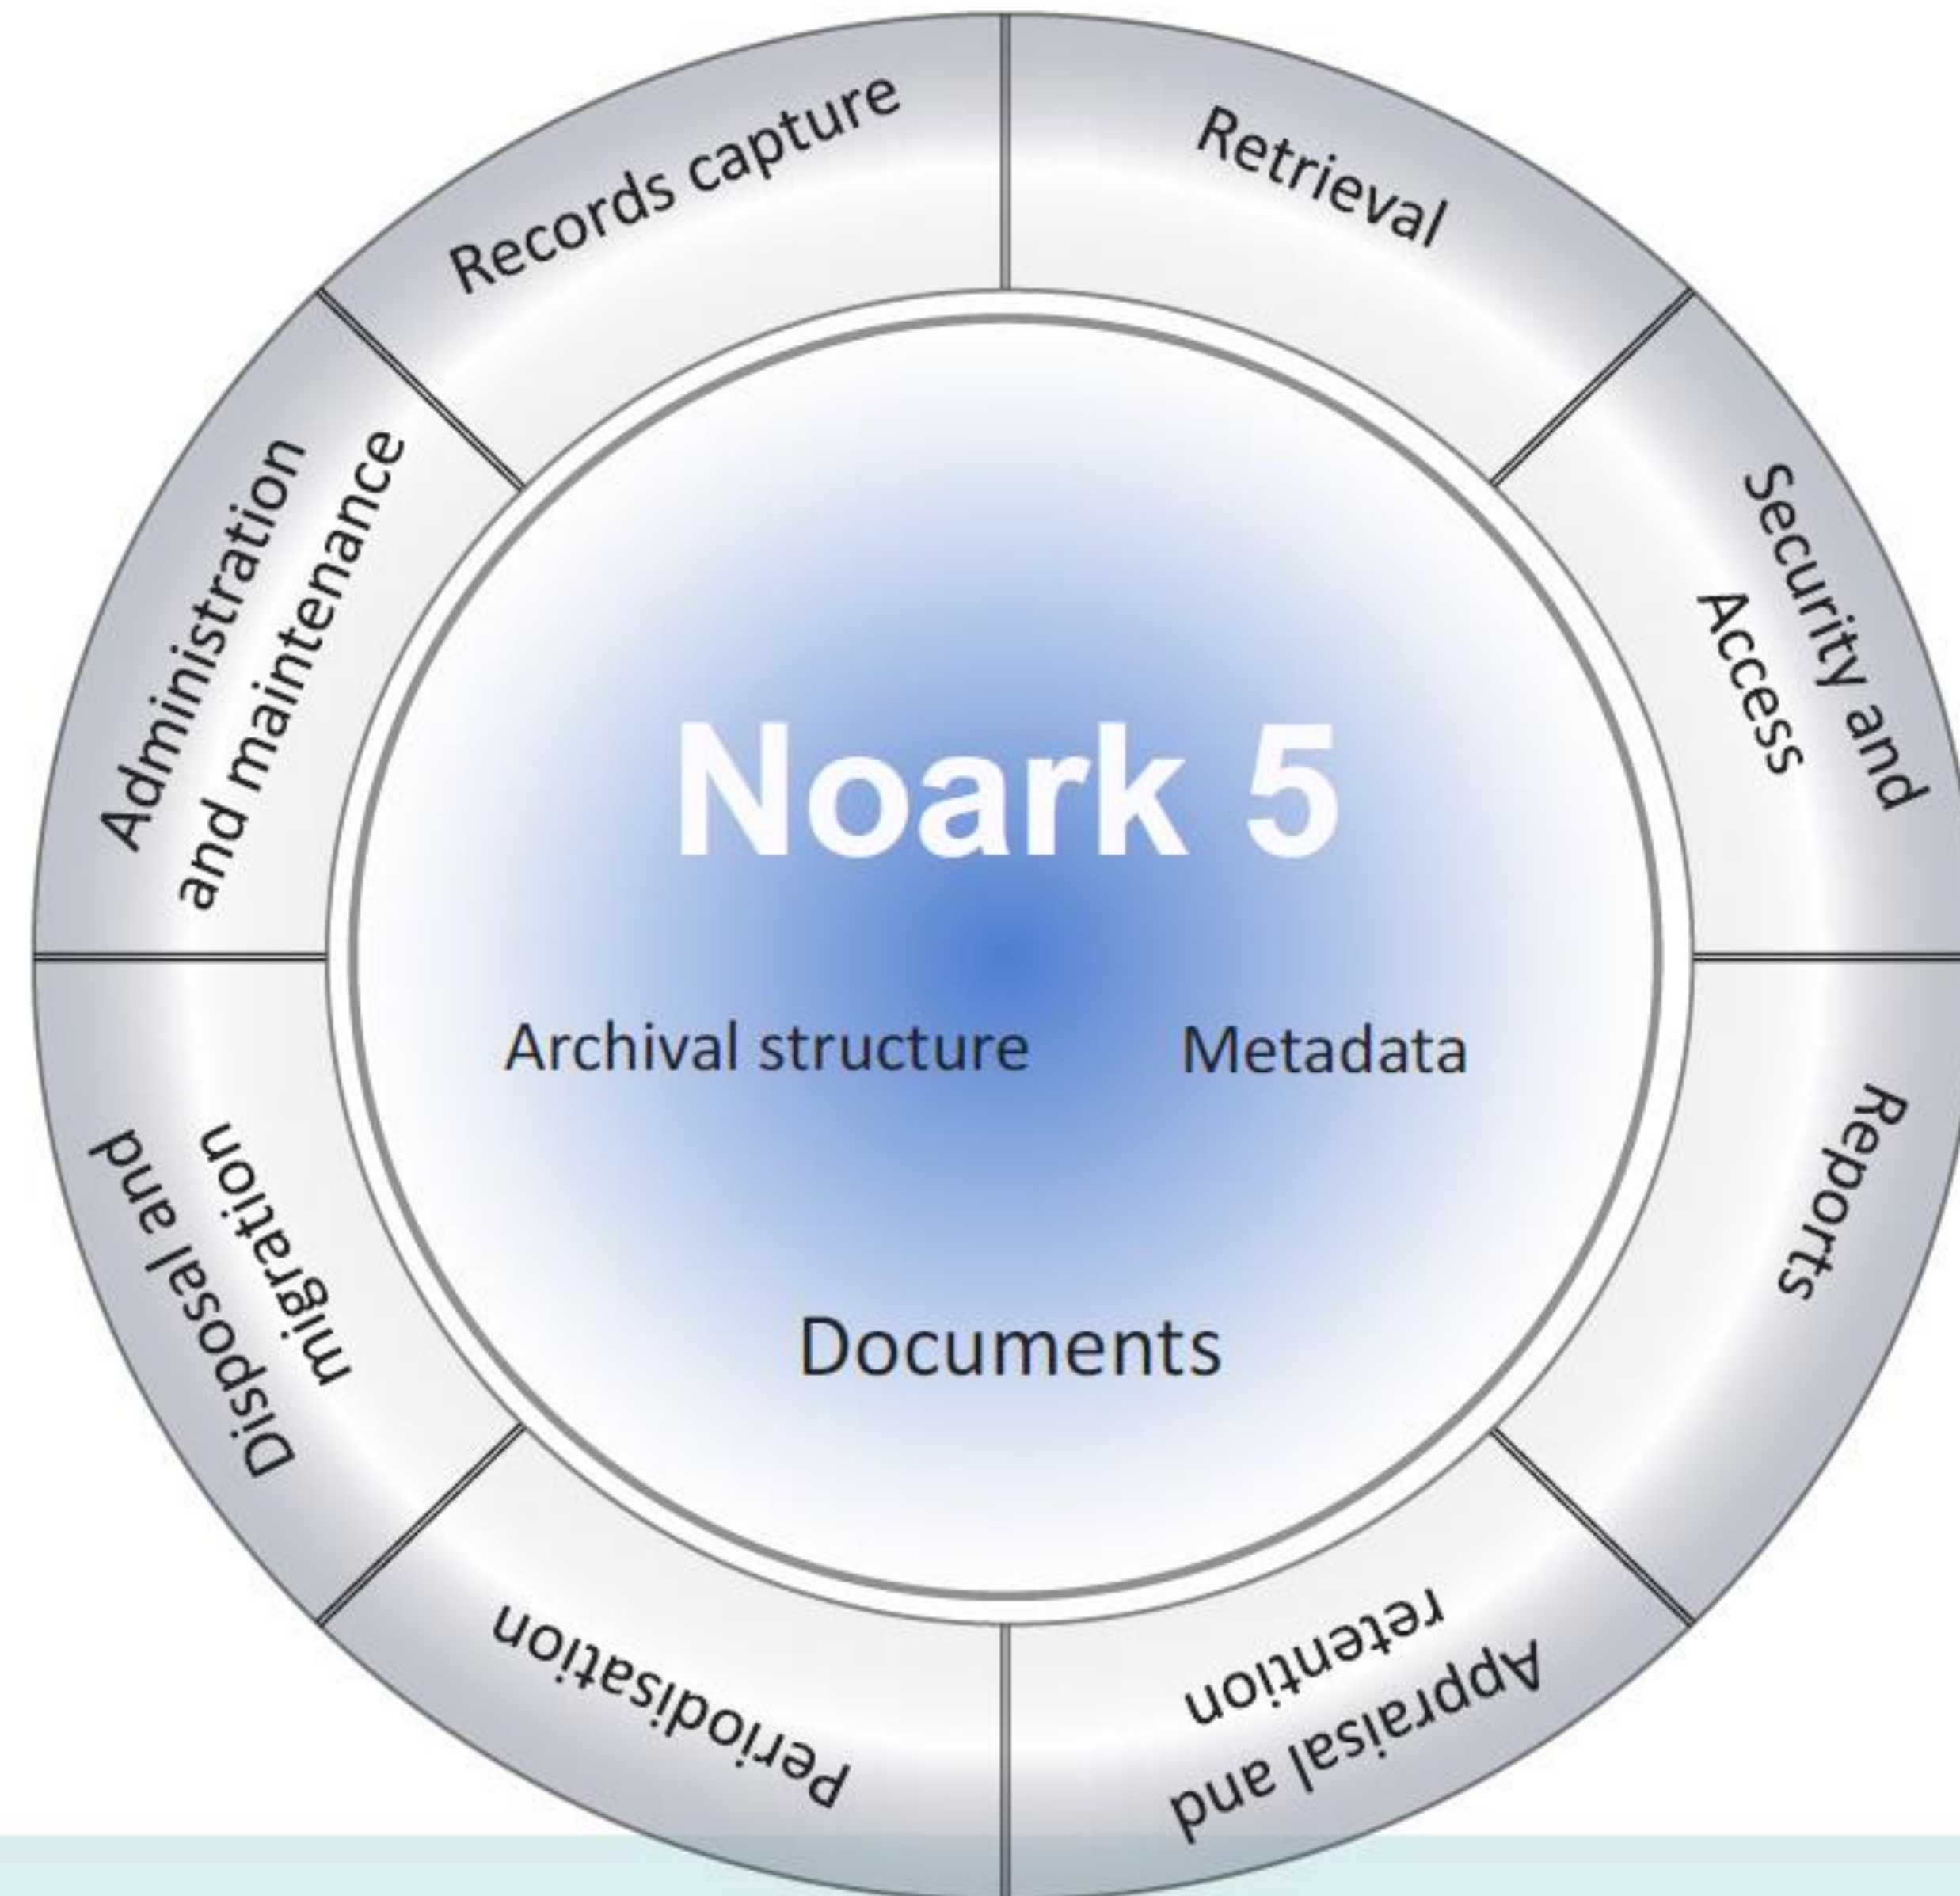 Records capture
Retrieval
Security and
Access
Reports
Appraisal and
retention
Periodisation
Disposal and
migration
Administration
and maintenance
Noark 5
Archival structure
Metadata
Documents